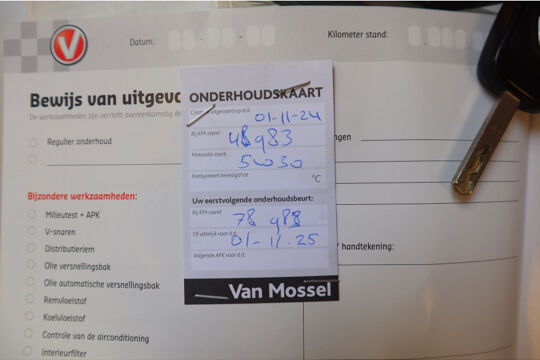 V
Datum:
Kilometer stand:
Bewijs van uitgevo
De werkzaamheden zijn verricht overeenkomstig de
Regulier onderhoud
Bijzondere werkzaamheden:
Milieutest + APK
V-snaren
Distributieriem
Olie versnellingsbak
Olie automatische versnellingsbak
Remvloeistof
Koelvloeistof
Controle van de airconditioning
Interieurfilter
ONDERHOUDSKAART
uitgevoerd op d.d. 01-11-24
Bij KM-stand: 48983
Motorolie soort: 5W30
Koelsysteem beveiligd tot °C
Uw eerstvolgende onderhoudsbeurt:
Bij KM-stand: 78 988
Of uiterlijk voor d.d. 01-11-25
Volgende APK voor d.d.:
Van Mossel
ngen
handtekening: